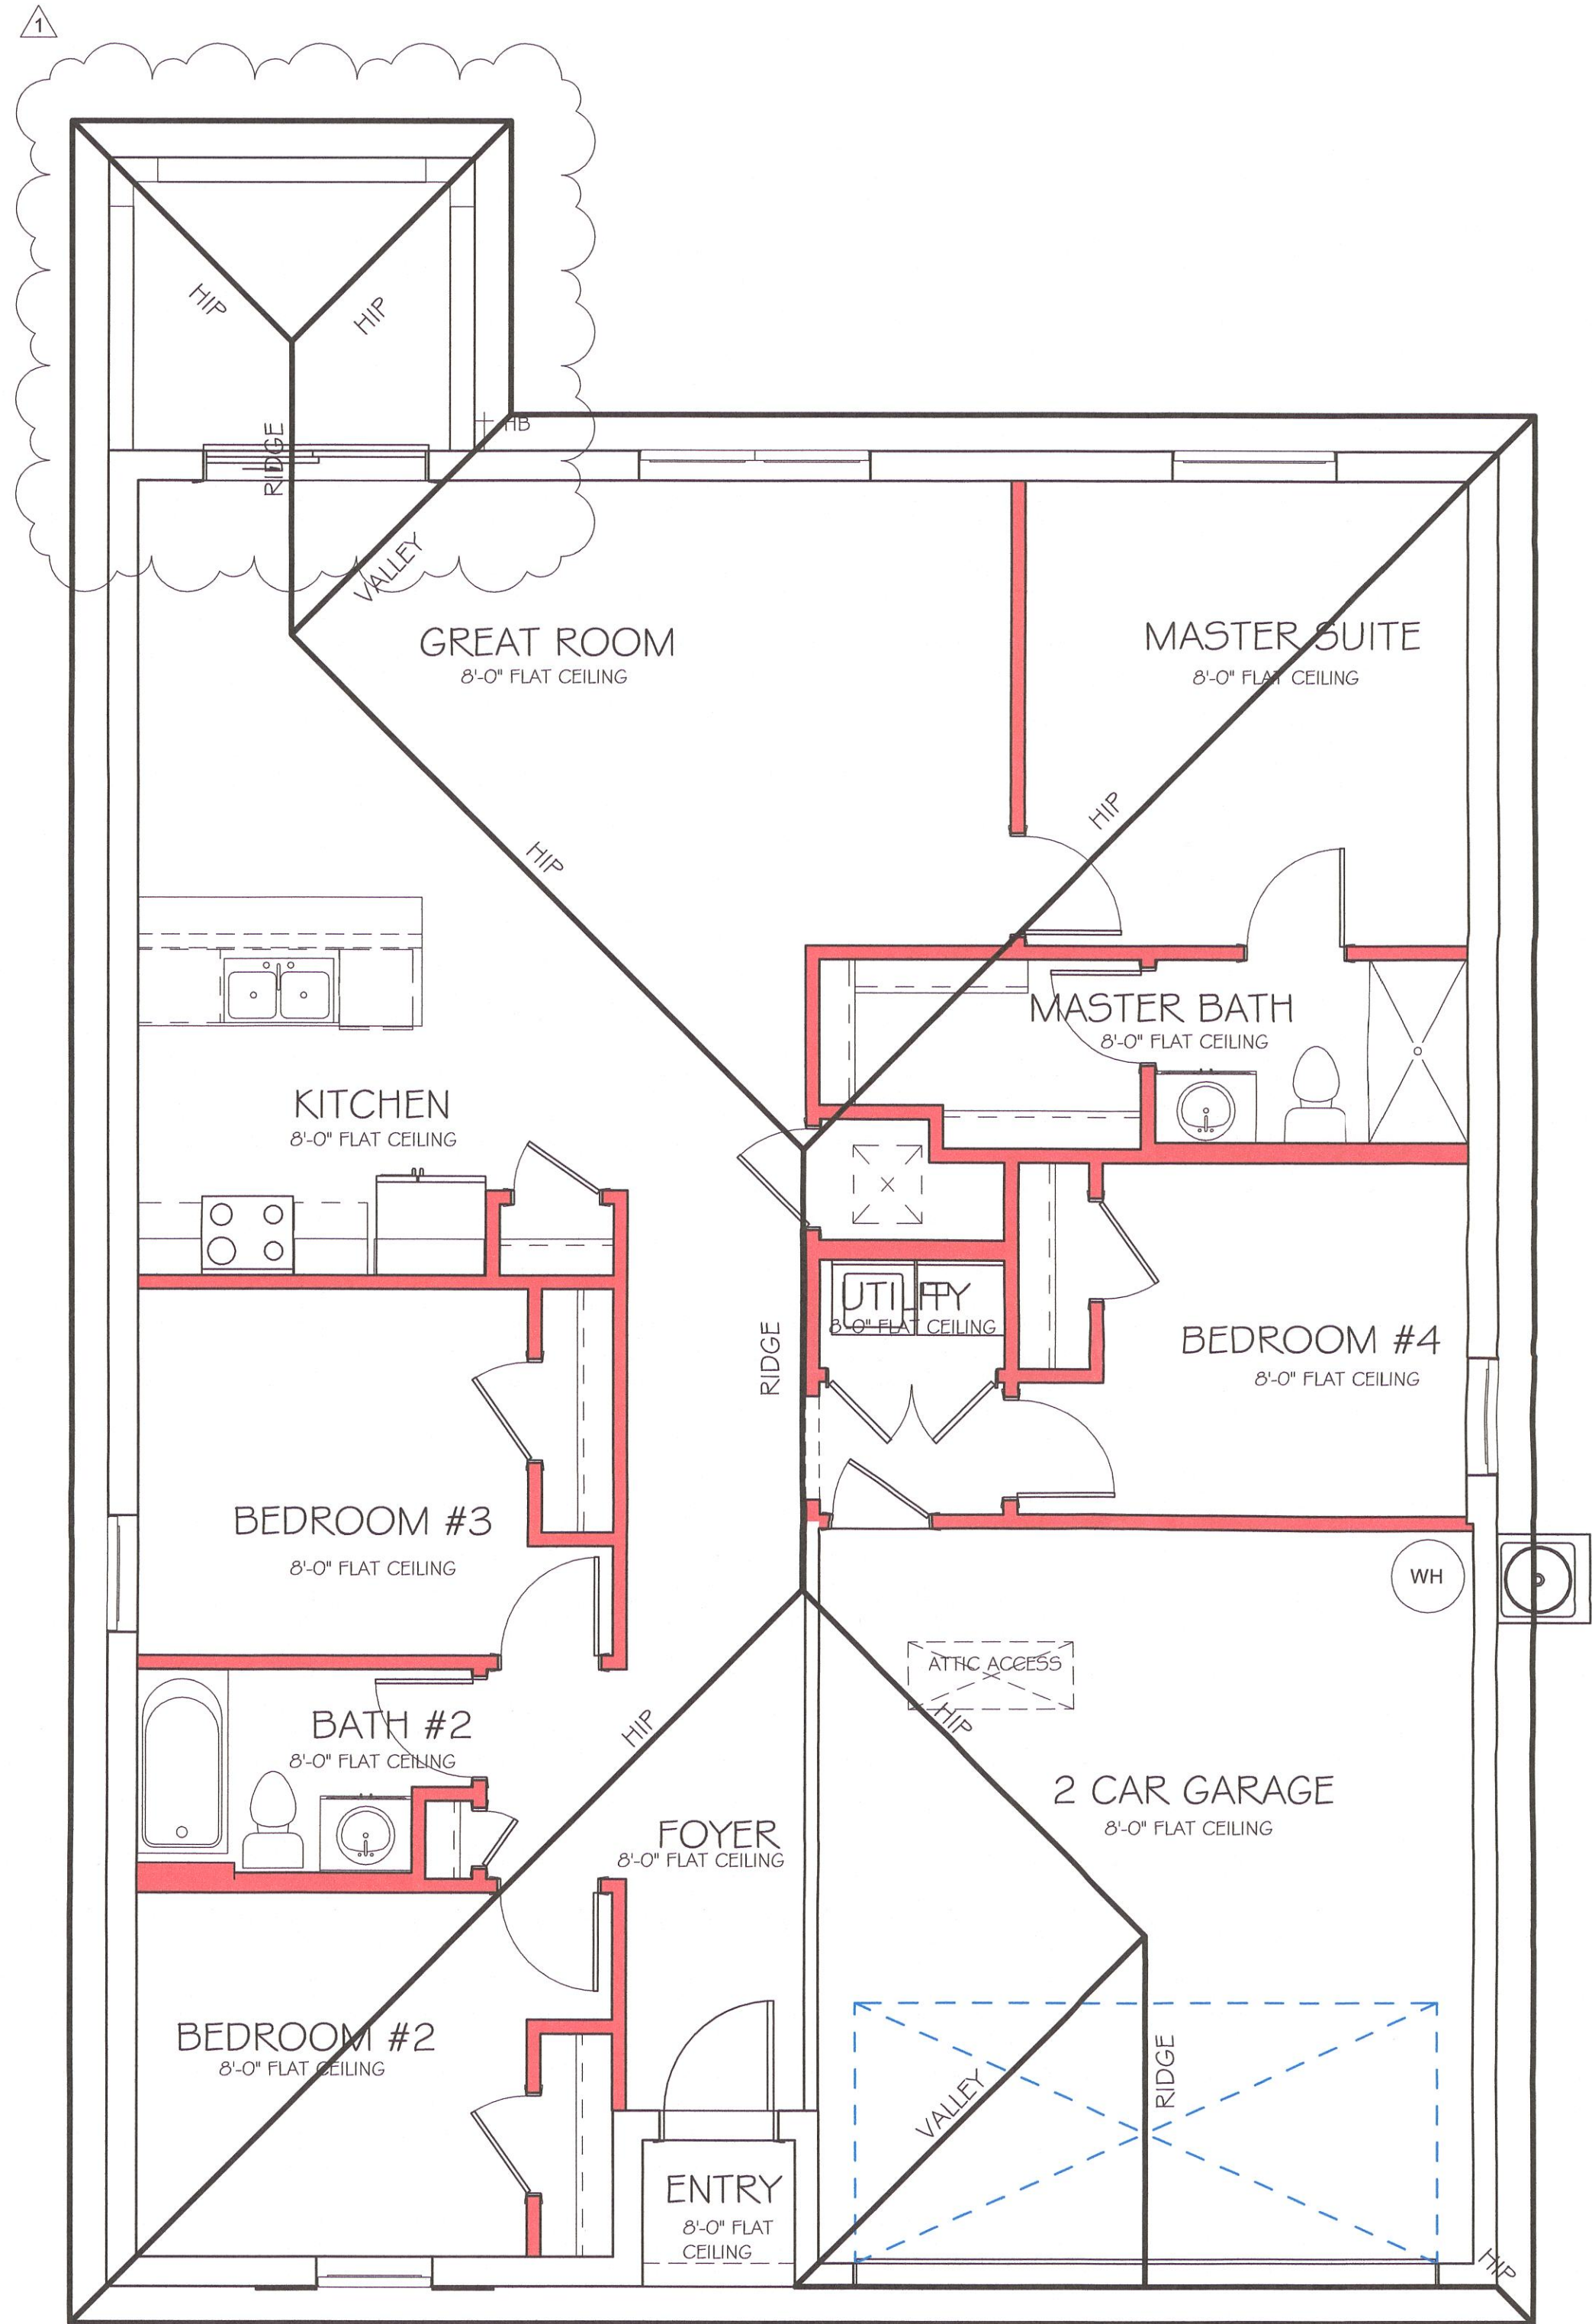 1
HIP
HIP
RIDGE
HB
VALLEY
GREAT ROOM
8'-0" FLAT CEILING
MASTER SUITE
8'-0" FLAT CEILING
HIP
HIP
MASTER BATH
8'-0" FLAT CEILING
KITCHEN
8'-0" FLAT CEILING
UTILITY
8'-0" FLAT CEILING
RIDGE
BEDROOM #4
8'-0" FLAT CEILING
BEDROOM #3
8'-0" FLAT CEILING
WH
ATTIC ACCESS
HIP
HIP
BATH #2
8'-0" FLAT CEILING
2 CAR GARAGE
8'-0" FLAT CEILING
FOYER
8'-0" FLAT CEILING
BEDROOM #2
8'-0" FLAT CEILING
RIDGE
VALLEY
ENTRY
8'-0" FLAT
CEILING
HIP